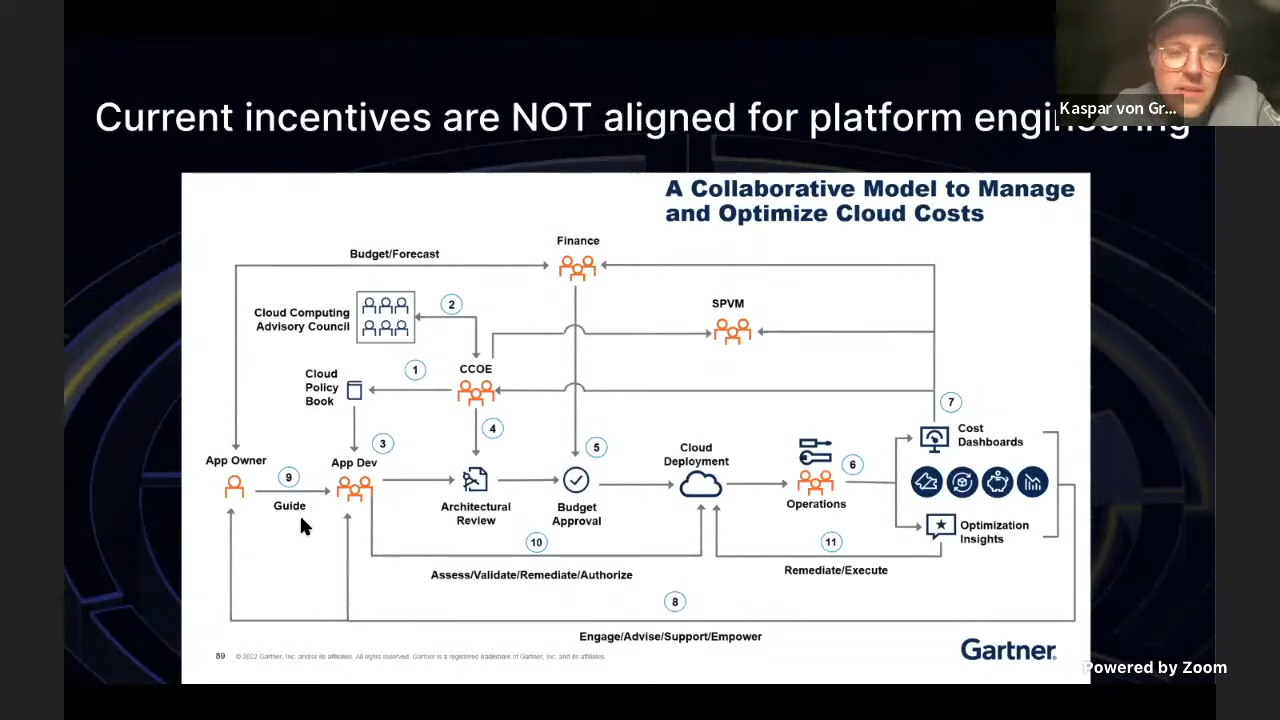 Kaspar von Gr...
Current incentives are NOT aligned for platform engineering
A Collaborative Model to Manage
and Optimize Cloud Costs
Finance
Budget/Forecast
SPVM
2
Cloud Computing
Advisory Council
1
CCOE
Cloud
Policy
Book
7
4
Cost
Dashboards
3
5
Cloud
Deployment
App Owner
App Dev
6
9
Guide
Architectural
Review
Budget
Approval
Operations
Optimization
Insights
10
11
Assess/Validate/Remediate/Authorize
Remediate/Execute
8
Engage/Advise/Support/Empower
89 © 2022 Gartner, Inc. and/or its affiliates. All rights reserved. Gartner is a registered trademark of Gartner, Inc. and its affiliates.
Gartner
Powered by Zoom